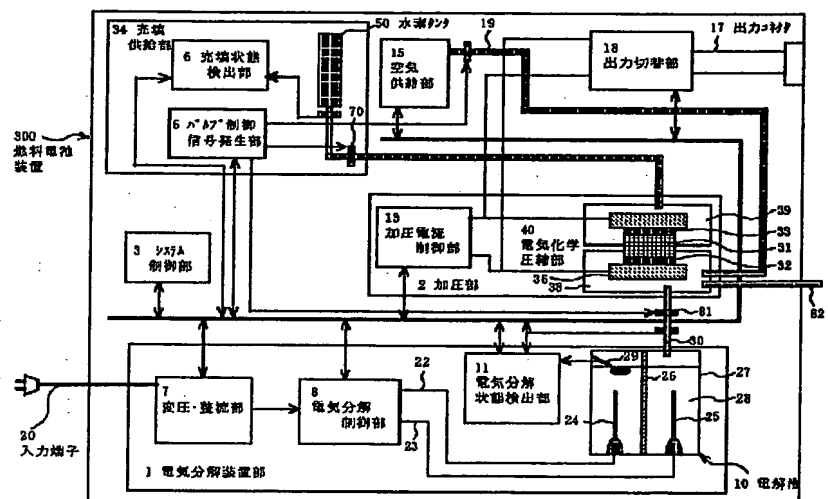 34 充填
供給部
50 水素タンク
6 充填状態
検出部
6 バルブ制御
信号発生部
70
15
空気
供給部
19
18
出力切替部
17 出力コネクタ
300
燃料電池
装置
3 システム
制御部
13
加圧電流
制御部
40
電気化学
圧縮部
39
33
31
32
36
38
2 加圧部
82
81
30
7
変圧・整流部
8
電気分解
制御部
22
23
11
電気分解
状態検出部
29
26
27
28
24
25
20
入力端子
1 電気分解装置部
10 電解池